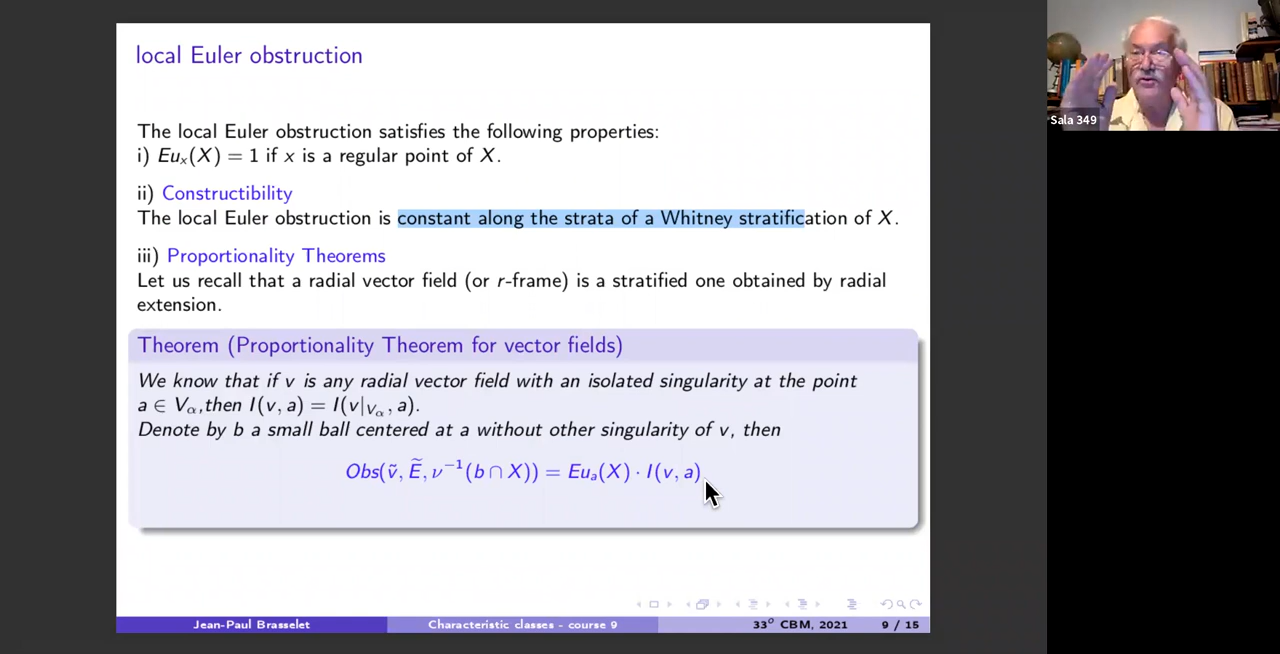 local Euler obstruction
The local Euler obstruction satisfies the following properties:
i) Euₓ(X) = 1 if x is a regular point of X.
ii) Constructibility
The local Euler obstruction is constant along the strata of a Whitney stratification of X.
iii) Proportionality Theorems
Let us recall that a radial vector field (or r-frame) is a stratified one obtained by radial
extension.
Theorem (Proportionality Theorem for vector fields)
We know that if v is any radial vector field with an isolated singularity at the point
a ∈ V_α,then I(v, a) = I(v|_{V_α}, a).
Denote by b a small ball centered at a without other singularity of v, then
Obs(ṽ, Ẽ, ν⁻¹(b ∩ X)) = Euₐ(X) · I(v, a)
Jean-Paul Brasselet
Characteristic classes - course 9
33º CBM, 2021
9 / 15
Sala 349